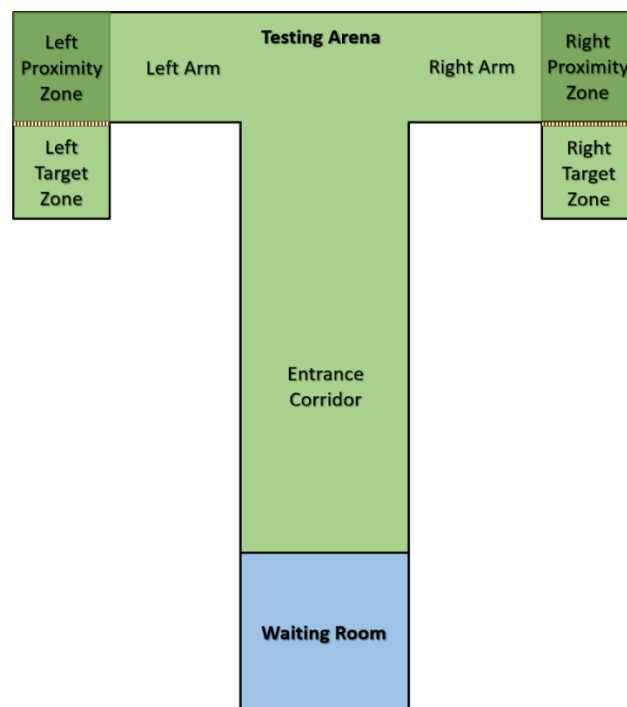 Left
Proximity
Zone
Left Arm
Testing Arena
Right Arm
Right
Proximity
Zone
Left
Target
Zone
Right
Target
Zone
Entrance
Corridor
Waiting Room